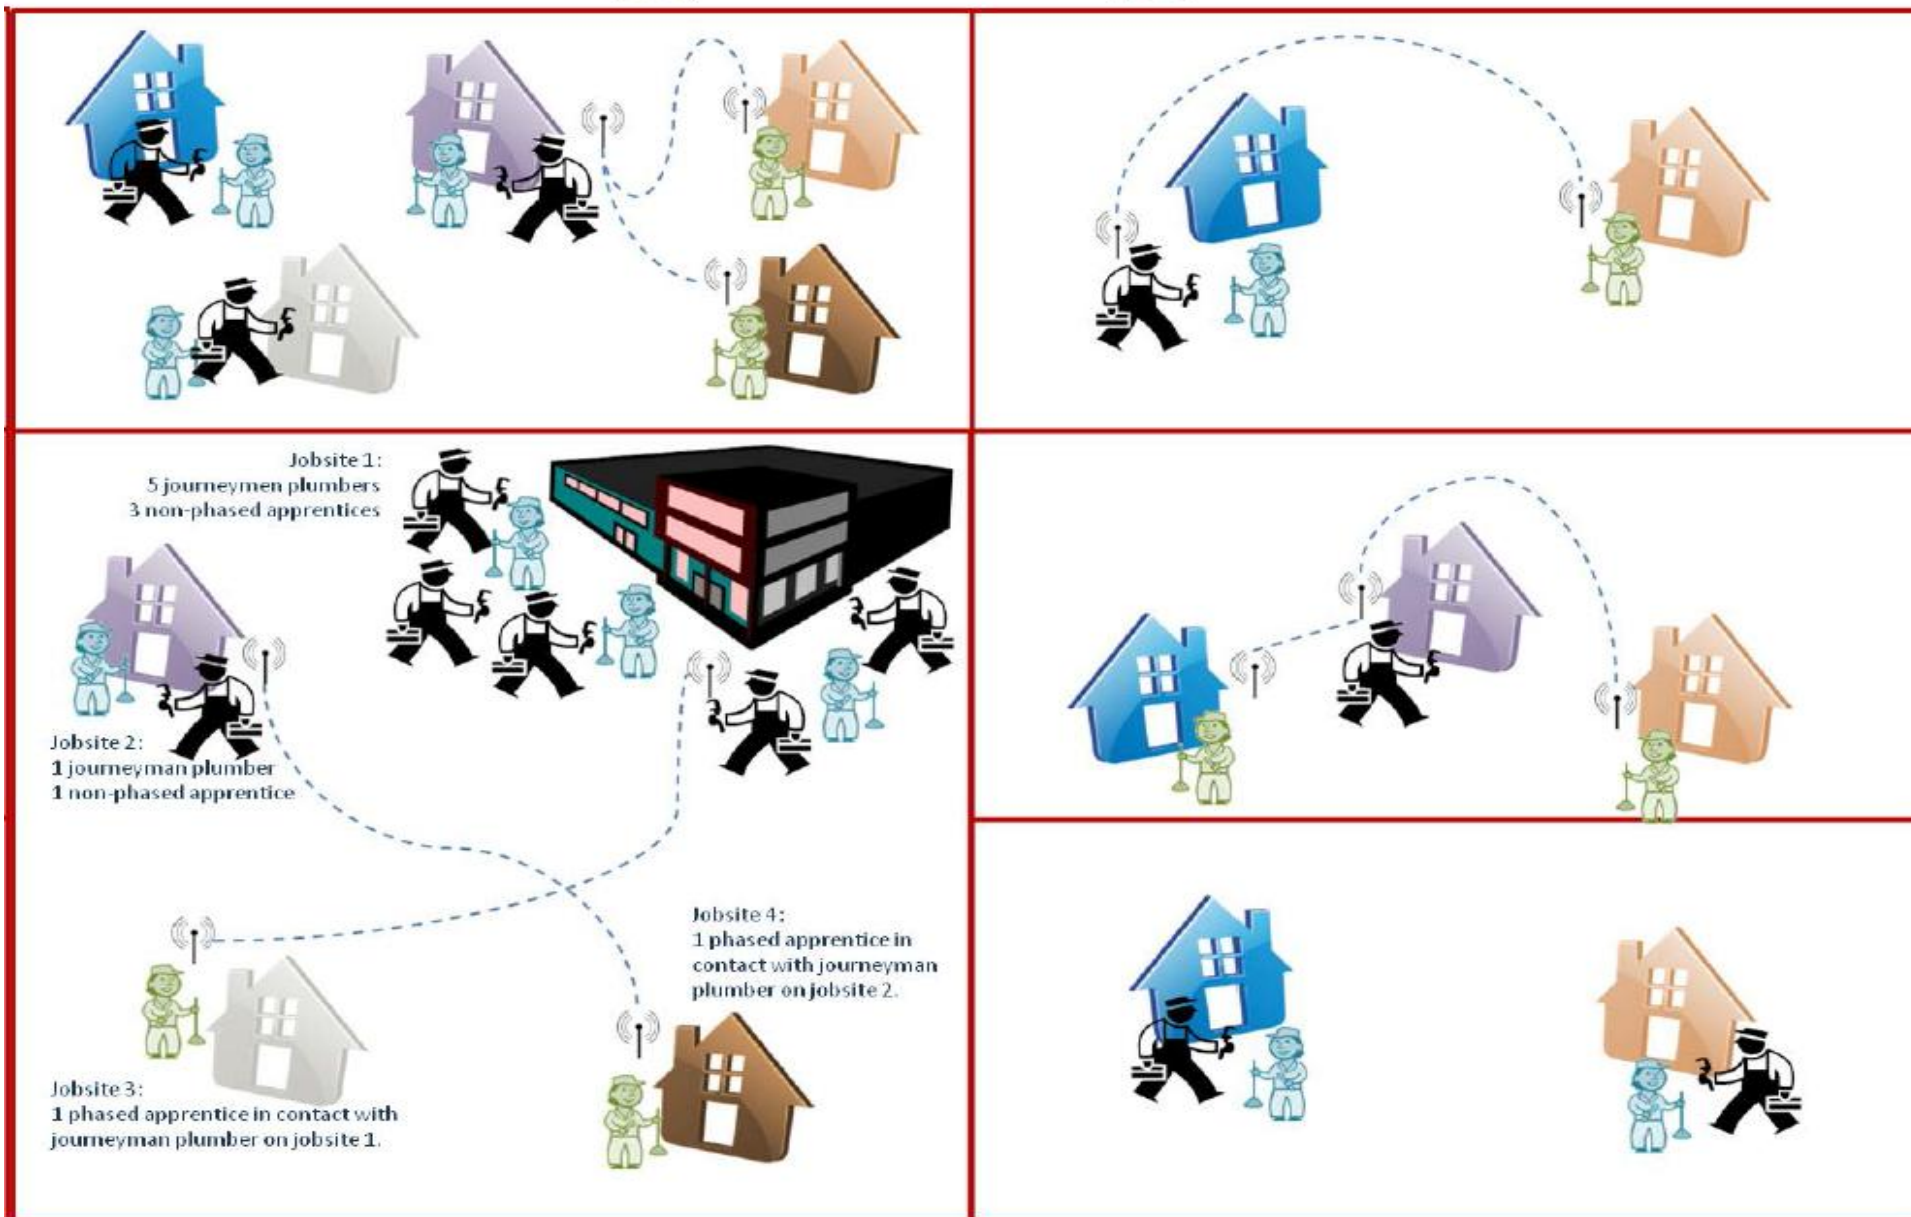 Jobsite 1:
5 journeymen plumbers
3 non-phased apprentices
Jobsite 2:
1 journeyman plumber
1 non-phased apprentice
Jobsite 4:
1 phased apprentice in
contact with journeyman
plumber on jobsite 2.
Jobsite 3:
1 phased apprentice in contact with
journeyman plumber on jobsite 1.